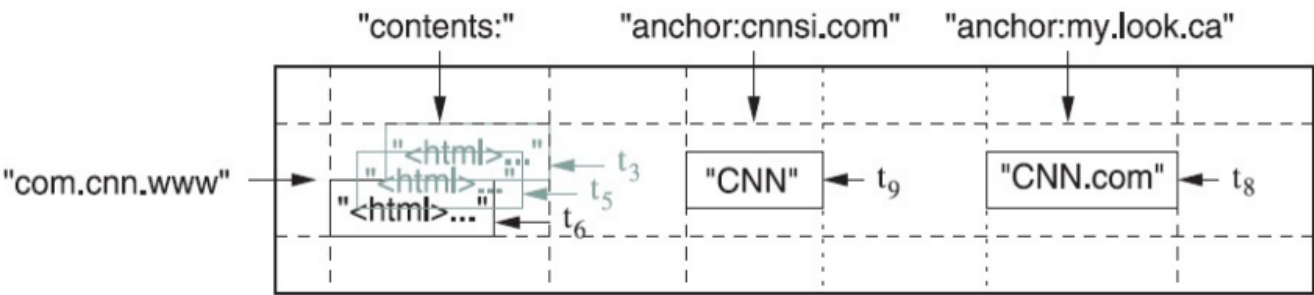 "contents:" "anchor:cnnsi.com" "anchor:my.look.ca"
"<html>..." t3
"com.cnn.www" "<html>..." t5 "CNN" t9 "CNN.com" t8
"<html>..." t6